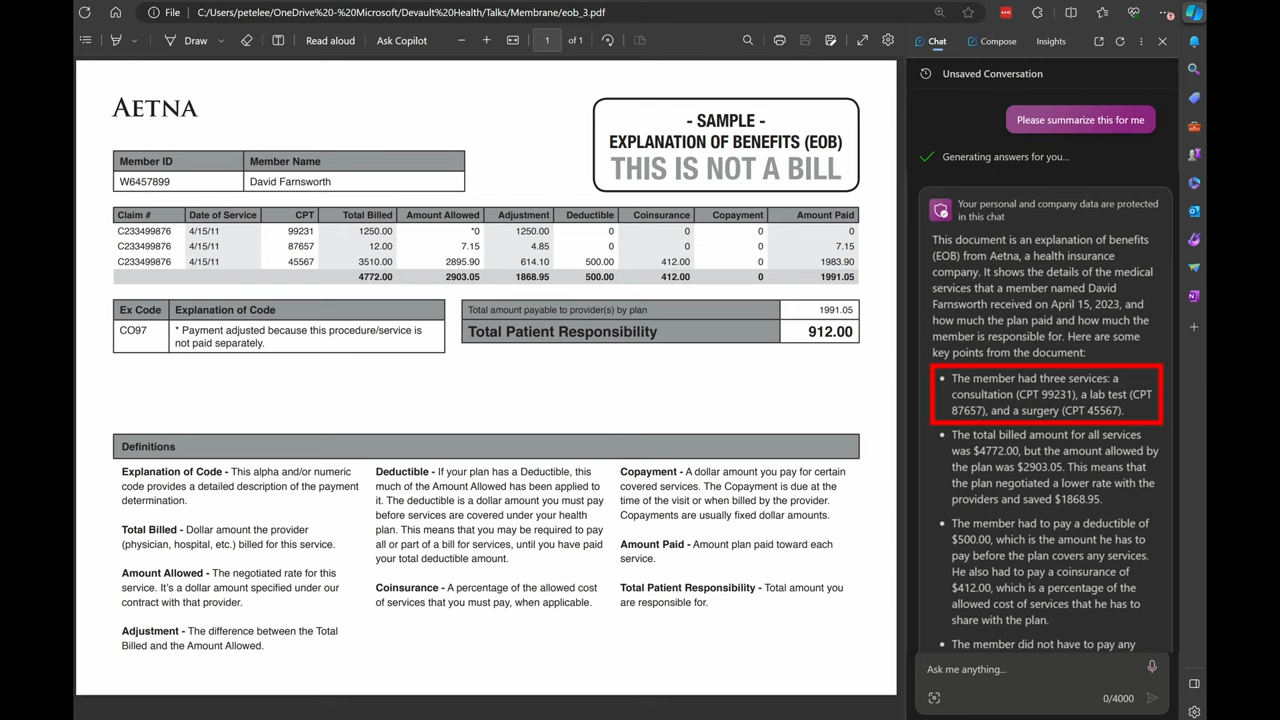 File C:/Users/petelee/OneDrive%20-%20Microsoft/Devault%20Health/Talks/Membrane/eob_3.pdf
Draw Read aloud Ask Copilot 1 of 1
AETNA
- SAMPLE -
EXPLANATION OF BENEFITS (EOB)
THIS IS NOT A BILL
Member ID Member Name
W6457899 David Farnsworth
Claim # Date of Service CPT Total Billed Amount Allowed Adjustment Deductible Coinsurance Copayment Amount Paid
C233499876 4/15/11 99231 1250.00 *0 1250.00 0 0 0 0
C233499876 4/15/11 87657 12.00 7.15 4.85 0 0 0 7.15
C233499876 4/15/11 45567 3510.00 2895.90 614.10 500.00 412.00 0 1983.90
4772.00 2903.05 1868.95 500.00 412.00 0 1991.05
Ex Code Explanation of Code
CO97 * Payment adjusted because this procedure/service is
not paid separately.
Total amount payable to provider(s) by plan 1991.05
Total Patient Responsibility 912.00
Definitions
Explanation of Code - This alpha and/or numeric
code provides a detailed description of the payment
determination.
Total Billed - Dollar amount the provider
(physician, hospital, etc.) billed for this service.
Amount Allowed - The negotiated rate for this
service. It's a dollar amount specified under our
contract with that provider.
Adjustment - The difference between the Total
Billed and the Amount Allowed.
Deductible - If your plan has a Deductible, this
much of the Amount Allowed has been applied to
it. The deductible is a dollar amount you must pay
before services are covered under your health
plan. This means that you may be required to pay
all or part of a bill for services, until you have paid
your total deductible amount.
Coinsurance - A percentage of the allowed cost
of services that you must pay, when applicable.
Copayment - A dollar amount you pay for certain
covered services. The Copayment is due at the
time of the visit or when billed by the provider.
Copayments are usually fixed dollar amounts.
Amount Paid - Amount plan paid toward each
service.
Total Patient Responsibility - Total amount you
are responsible for.
Chat Compose Insights
Unsaved Conversation
Please summarize this for me
Generating answers for you...
Your personal and company data are protected
in this chat
This document is an explanation of benefits
(EOB) from Aetna, a health insurance
company. It shows the details of the medical
services that a member named David
Farnsworth received on April 15, 2023, and
how much the plan paid and how much the
member is responsible for. Here are some
key points from the document:
• The member had three services: a
consultation (CPT 99231), a lab test (CPT
87657), and a surgery (CPT 45567).
• The total billed amount for all services
was $4772.00, but the amount allowed by
the plan was $2903.05. This means that
the plan negotiated a lower rate with the
providers and saved $1868.95.
• The member had to pay a deductible of
$500.00, which is the amount he has to
pay before the plan covers any services.
He also had to pay a coinsurance of
$412.00, which is a percentage of the
allowed cost of services that he has to
share with the plan.
• The member did not have to pay any
Ask me anything...
0/4000